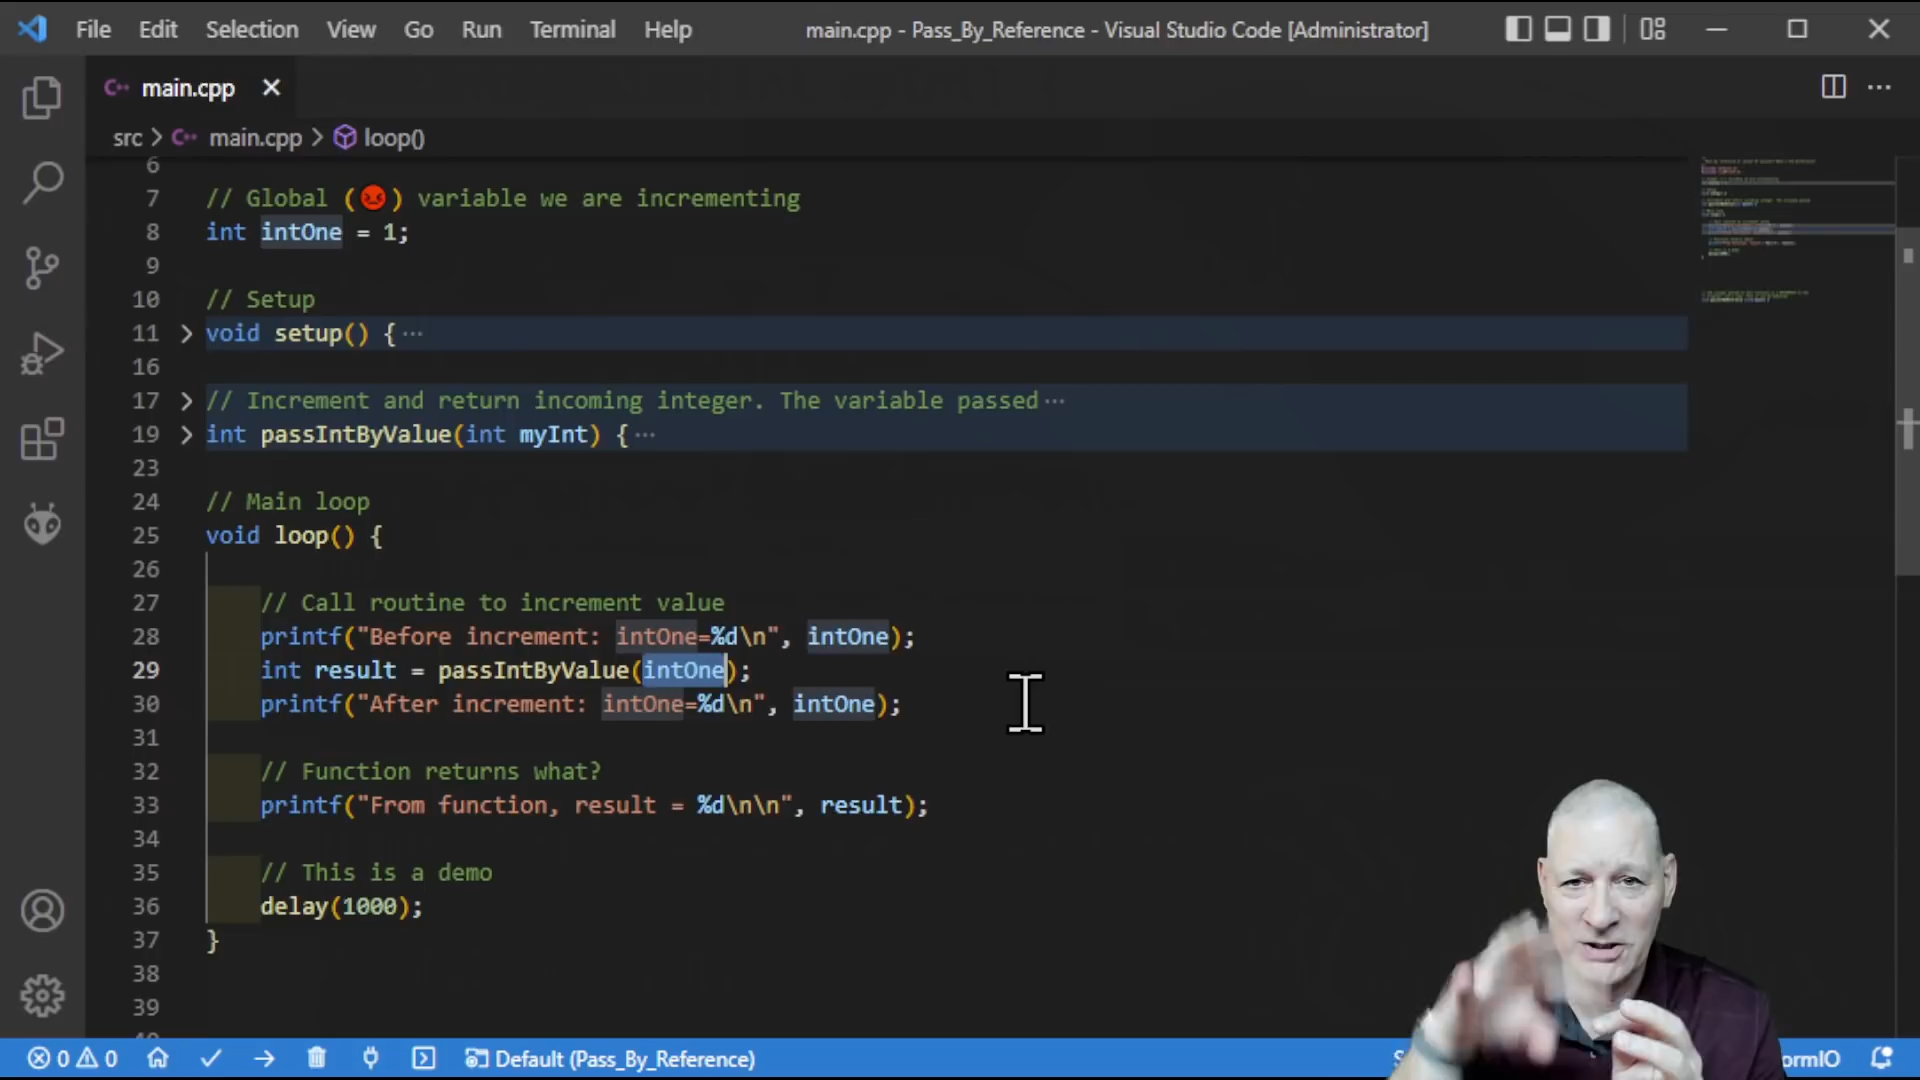 File Edit Selection View Go Run Terminal Help main.cpp - Pass_By_Reference - Visual Studio Code [Administrator]
C++ main.cpp
src > C++ main.cpp > loop()
6
7 // Global (😡) variable we are incrementing
8 int intOne = 1;
9
10 // Setup
11 void setup() { ···
16
17 // Increment and return incoming integer. The variable passed ···
19 int passIntByValue(int myInt) { ···
23
24 // Main loop
25 void loop() {
26
27 // Call routine to increment value
28 printf("Before increment: intOne=%d\n", intOne);
29 int result = passIntByValue(intOne);
30 printf("After increment: intOne=%d\n", intOne);
31
32 // Function returns what?
33 printf("From function, result = %d\n\n", result);
34
35 // This is a demo
36 delay(1000);
37 }
38
39
0 0 Default (Pass_By_Reference) ormIO